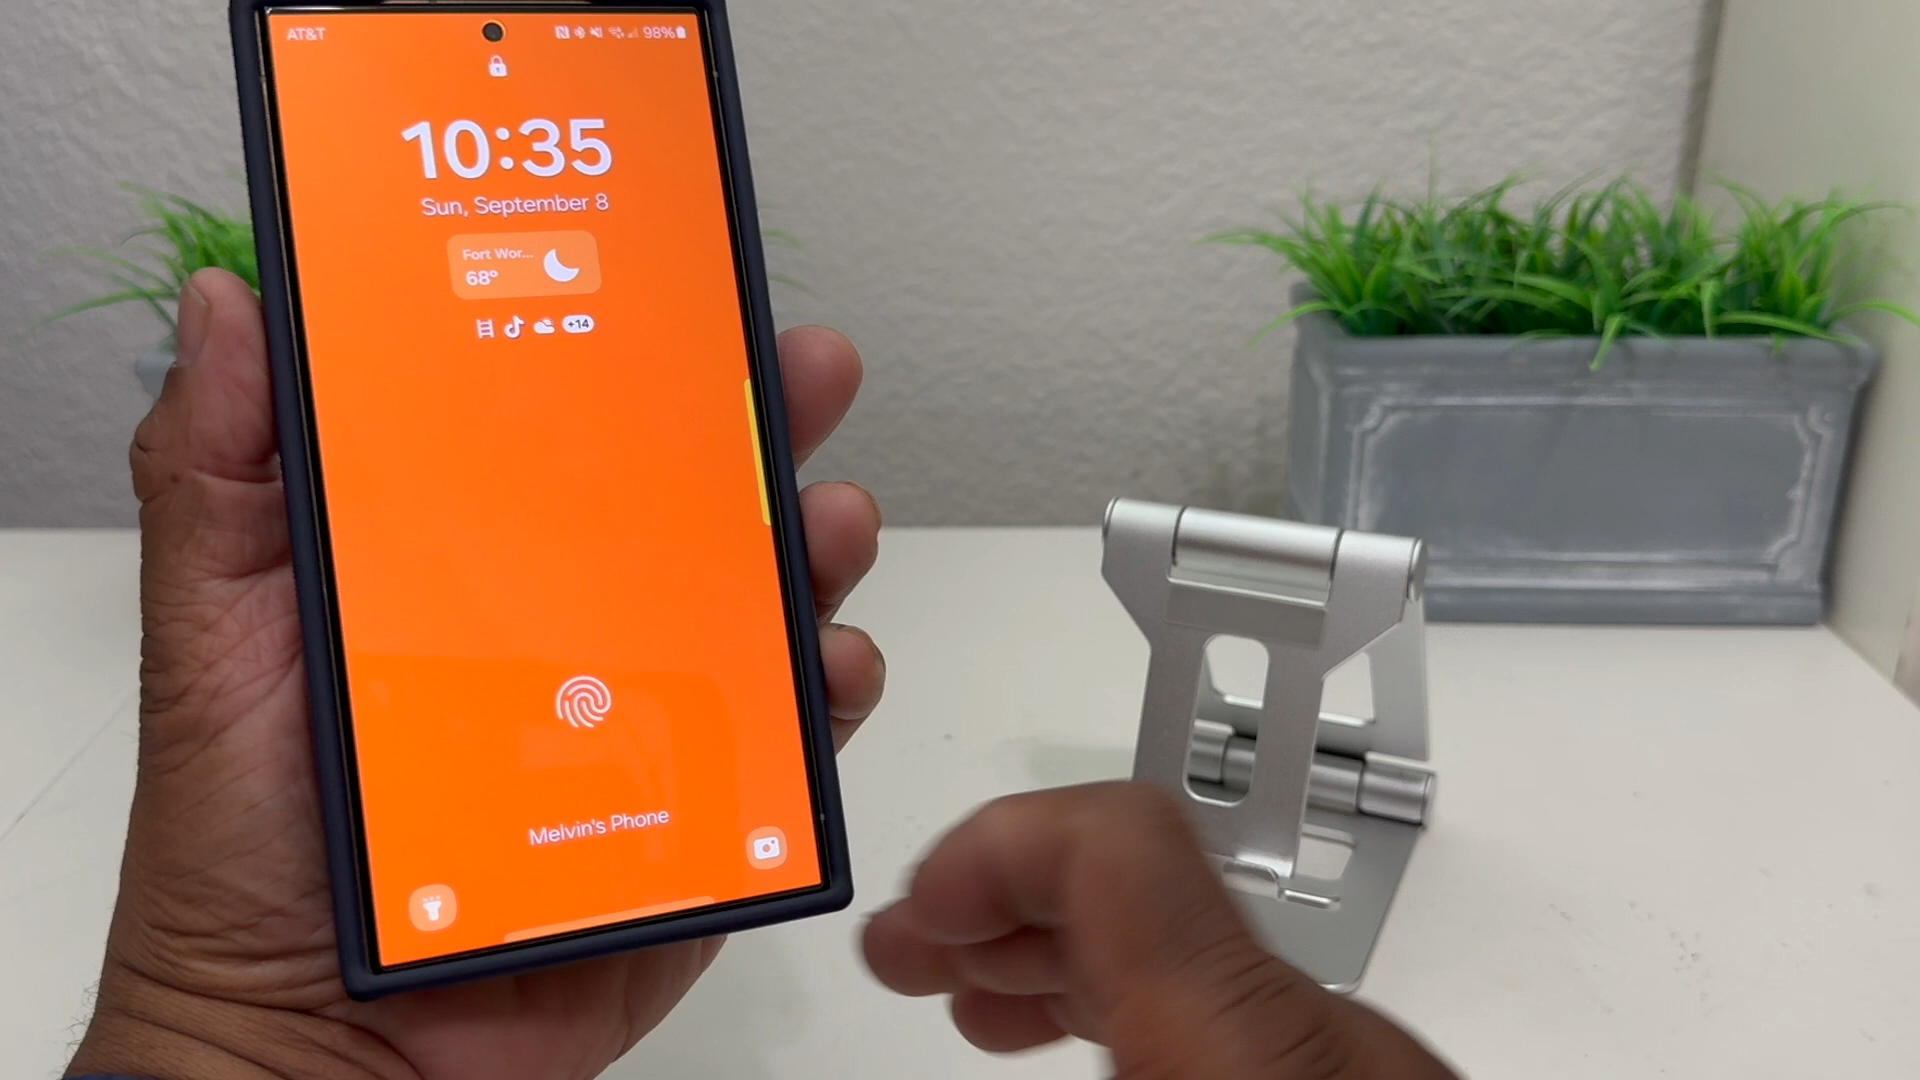 AT&T 98%
10:35
Sun, September 8
Fort Wor...
68°
+14
Melvin's Phone